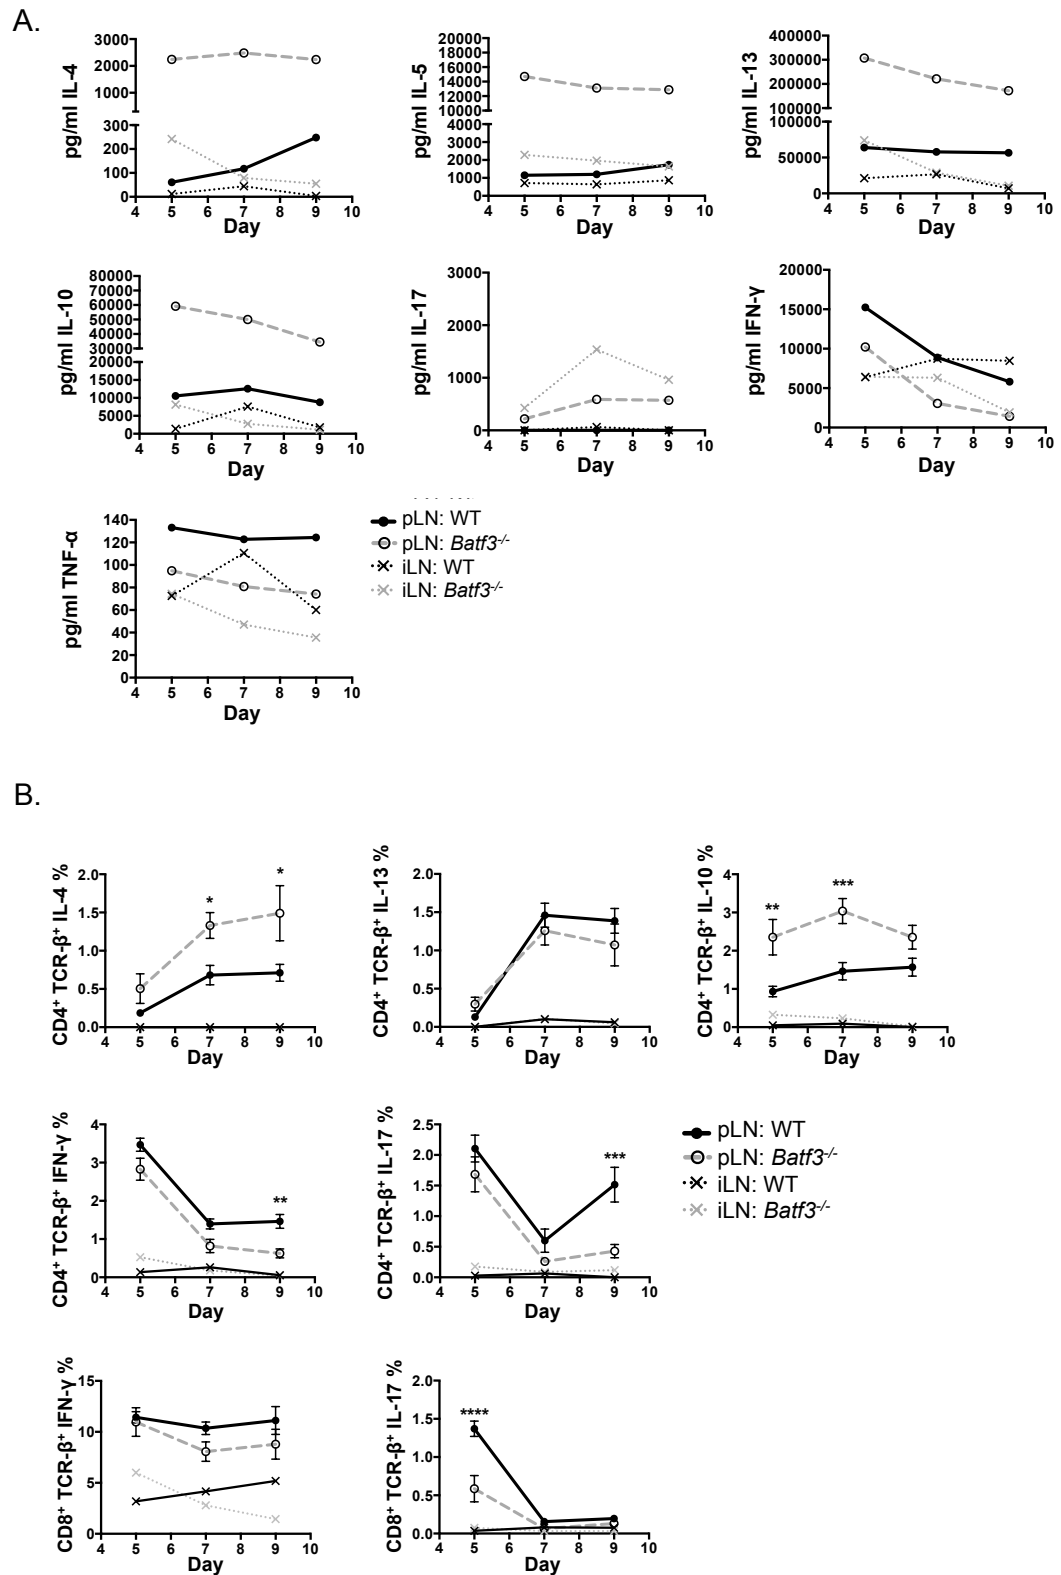 A.
pg/ml IL-4
3000
2000
1000
300
200
100
0
4 5 6 7 8 9 10
Day
pg/ml IL-5
20000
18000
16000
14000
12000
10000
4000
3000
2000
1000
0
4 5 6 7 8 9 10
Day
pg/ml IL-13
400000
300000
200000
100000
100000
50000
0
4 5 6 7 8 9 10
Day
pg/ml IL-10
80000
70000
60000
50000
40000
30000
20000
15000
10000
5000
0
4 5 6 7 8 9 10
Day
pg/ml IL-17
3000
2000
1000
0
4 5 6 7 8 9 10
Day
pg/ml IFN-γ
20000
15000
10000
5000
0
4 5 6 7 8 9 10
Day
pg/ml TNF-α
140
120
100
80
60
40
20
0
4 5 6 7 8 9 10
Day
pLN: WT
pLN: Batf3-/-
iLN: WT
iLN: Batf3-/-
B.
CD4+ TCR-β+ IL-4 %
2.0
1.5
1.0
0.5
0.0
* *
4 5 6 7 8 9 10
Day
CD4+ TCR-β+ IL-13 %
2.0
1.5
1.0
0.5
0.0
4 5 6 7 8 9 10
Day
CD4+ TCR-β+ IL-10 %
4
3
2
1
0
** ***
4 5 6 7 8 9 10
Day
CD4+ TCR-β+ IFN-γ %
4
3
2
1
0
**
4 5 6 7 8 9 10
Day
CD4+ TCR-β+ IL-17 %
2.5
2.0
1.5
1.0
0.5
0.0
***
4 5 6 7 8 9 10
Day
pLN: WT
pLN: Batf3-/-
iLN: WT
iLN: Batf3-/-
CD8+ TCR-β+ IFN-γ %
15
10
5
0
4 5 6 7 8 9 10
Day
CD8+ TCR-β+ IL-17 %
2.0
1.5
1.0
0.5
0.0
****
4 5 6 7 8 9 10
Day